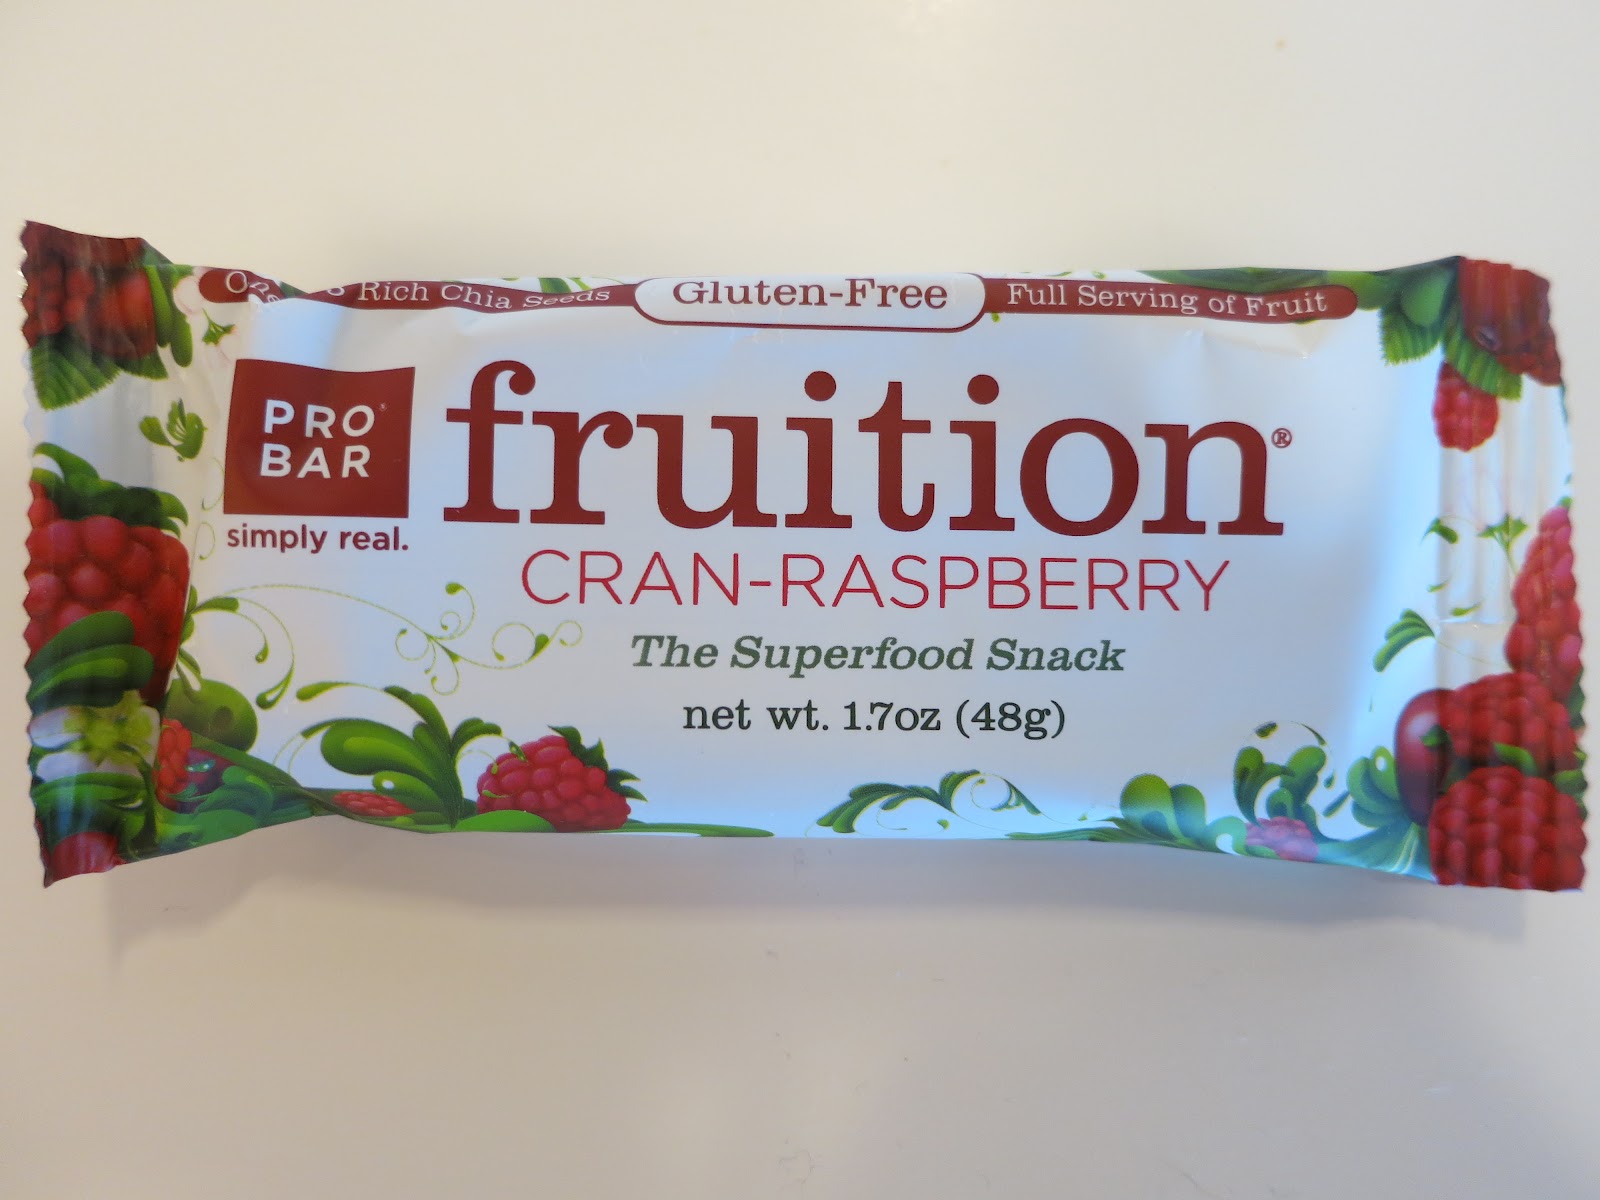 Rich Chia Seeds
Gluten-Free
Full Serving of Fruit
PRO
BAR
simply real.
fruition®
CRAN-RASPBERRY
The Superfood Snack
net wt. 1.7oz (48g)